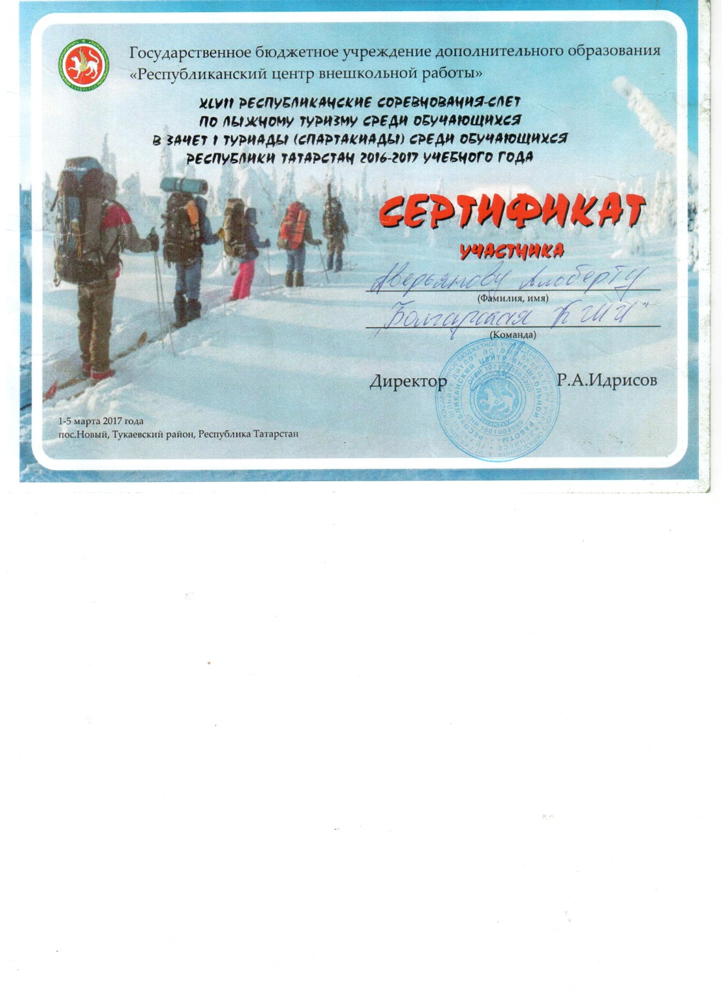 Государственное бюджетное учреждение дополнительного образования
«Республиканский центр внешкольной работы»
XLVII РЕСПУБЛИКАНСКИЕ СОРЕВНОВАНИЯ-СЛЕТ
ПО ЛЫЖНОМУ ТУРИЗМУ СРЕДИ ОБУЧАЮЩИХСЯ
В ЗАЧЕТ I ТУРИАДЫ (СПАРТАКИАДЫ) СРЕДИ ОБУЧАЮЩИХСЯ
РЕСПУБЛИКИ ТАТАРСТАН 2016-2017 УЧЕБНОГО ГОДА
СЕРТИФИКАТ
УЧАСТНИКА
Аверьянову Альберту
(Фамилия, имя)
„Болгарская КШИ"
(Команда)
Директор Р.А.Идрисов
1-5 марта 2017 года
пос.Новый, Тукаевский район, Республика Татарстан
ТАТАРСТАН